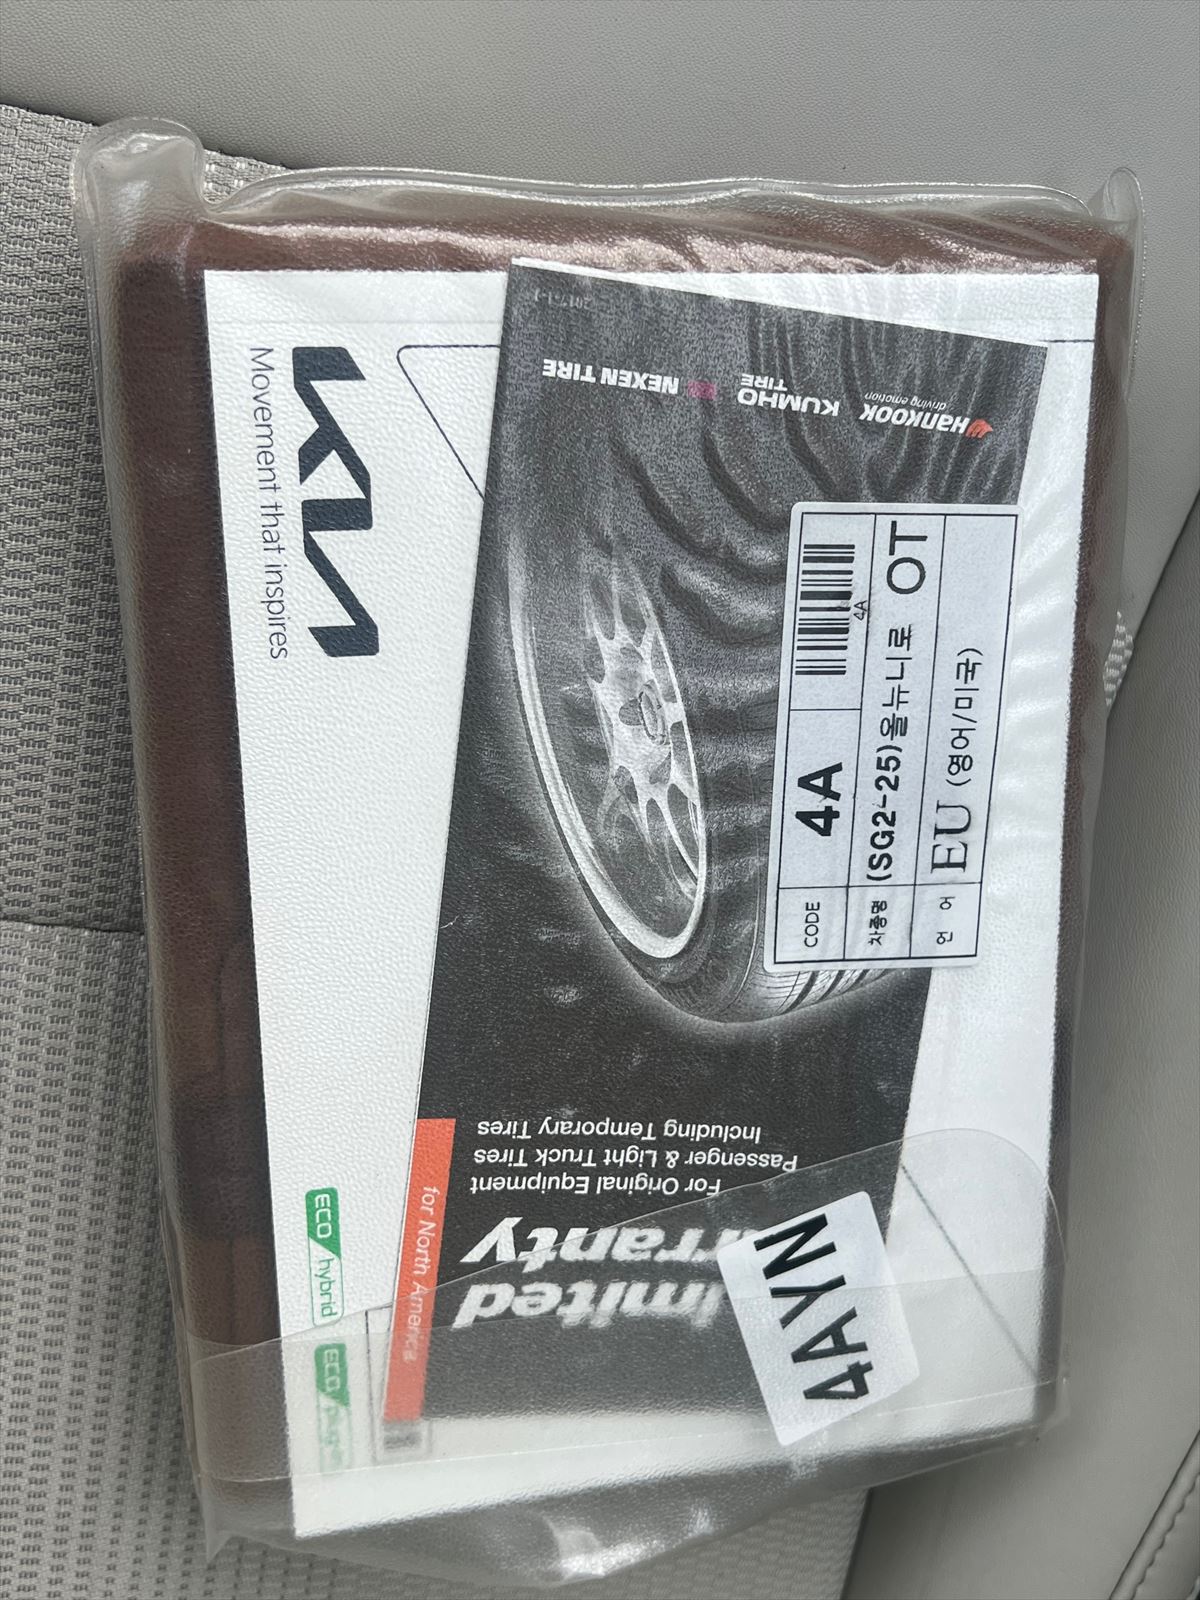 KIA
Movement that inspires
HANKOOK
driving emotion
KUMHO
TIRE
NEXEN TIRE
CODE
4A
4A
차종명
(SG2-25)올뉴니로 OT
언 어
EU (영어/미국)
For Original Equipment
Passenger & Light Truck Tires
Including Temporary Tires
for North America
4AYN
ECO hybrid
ECO